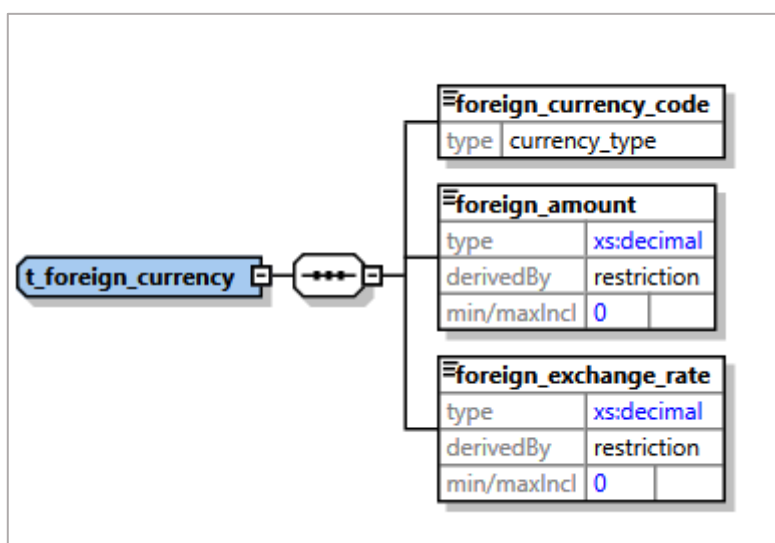 foreign_currency_code
type currency_type
foreign_amount
type xs:decimal
derivedBy restriction
min/maxIncl 0
t_foreign_currency
foreign_exchange_rate
type xs:decimal
derivedBy restriction
min/maxIncl 0